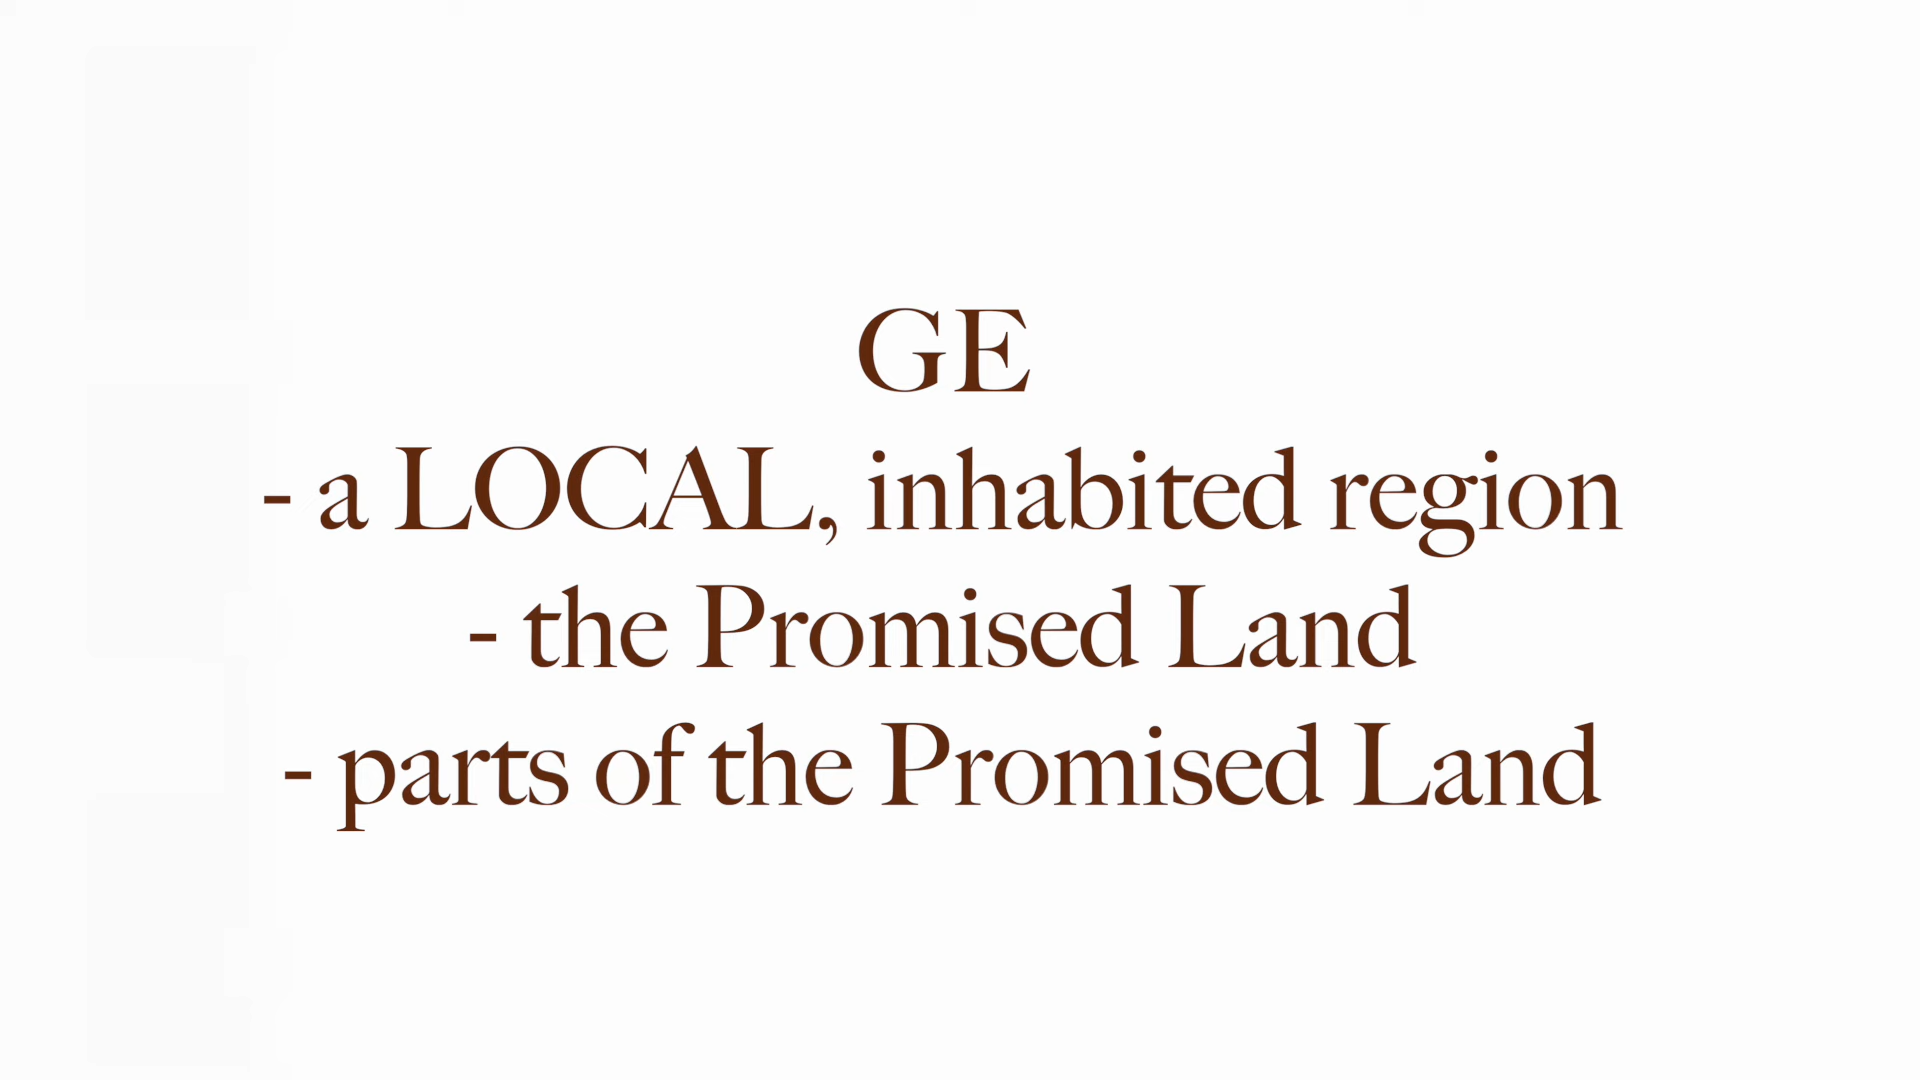 GE
- a LOCAL, inhabited region
- the Promised Land
- parts of the Promised Land